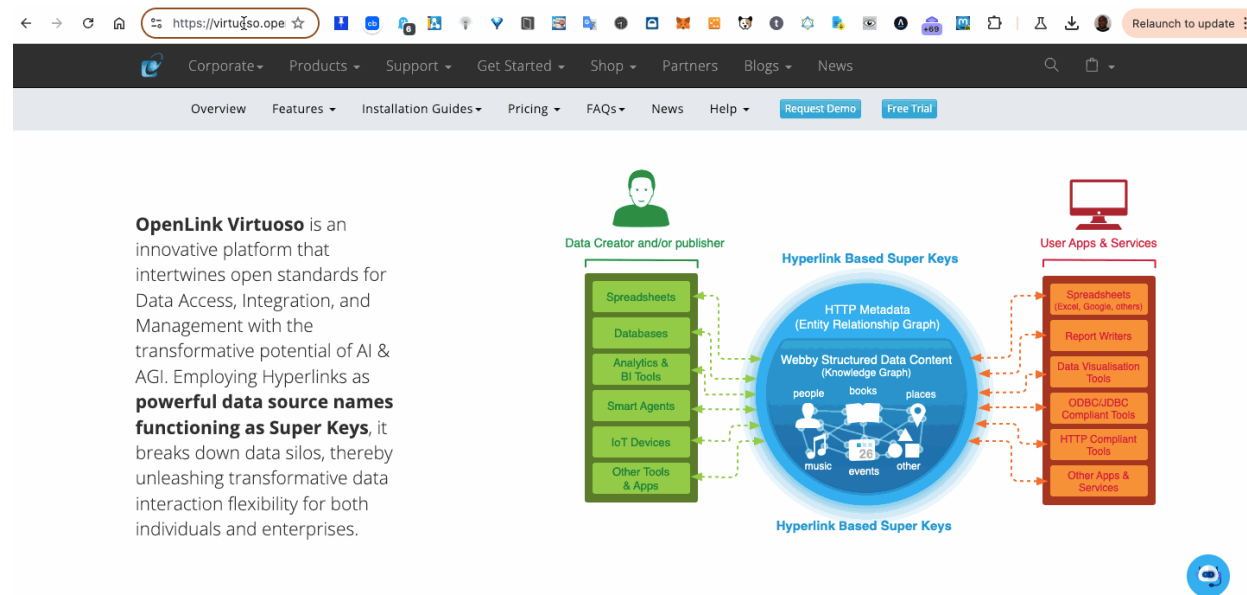 https://virtuoso.ope
6
+69
Relaunch to update
Corporate
Products
Support
Get Started
Shop
Partners
Blogs
News
Overview
Features
Installation Guides
Pricing
FAQs
News
Help
Request Demo
Free Trial
OpenLink Virtuoso is an
innovative platform that
intertwines open standards for
Data Access, Integration, and
Management with the
transformative potential of AI &
AGI. Employing Hyperlinks as
powerful data source names
functioning as Super Keys, it
breaks down data silos, thereby
unleashing transformative data
interaction flexibility for both
individuals and enterprises.
Data Creator and/or publisher
Spreadsheets
Databases
Analytics &
BI Tools
Smart Agents
IoT Devices
Other Tools
& Apps
Hyperlink Based Super Keys
HTTP Metadata
(Entity Relationship Graph)
Webby Structured Data Content
(Knowledge Graph)
people
books
places
26
music
events
other
Hyperlink Based Super Keys
User Apps & Services
Spreadsheets
(Excel, Google, others)
Report Writers
Data Visualisation
Tools
ODBC/JDBC
Compliant Tools
HTTP Compliant
Tools
Other Apps &
Services